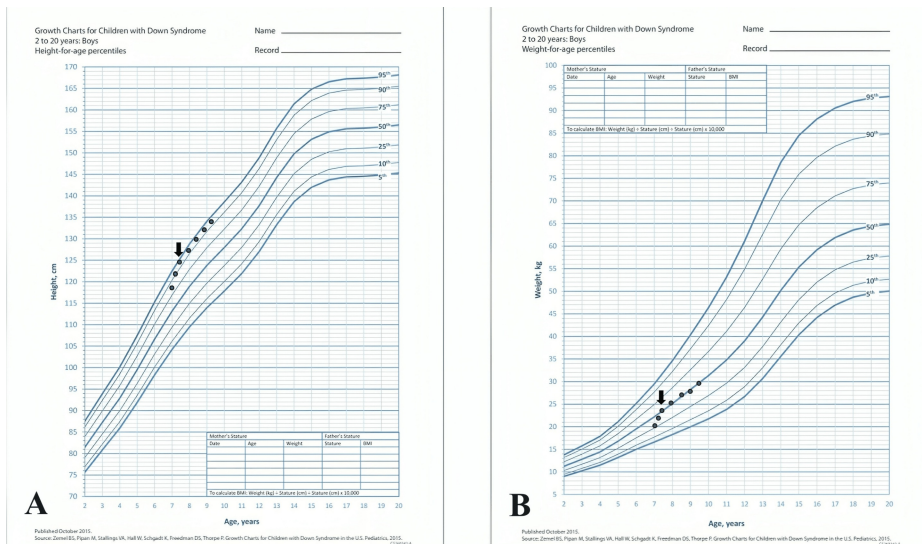 Growth Charts for Children with Down Syndrome
2 to 20 years: Boys
Height-for-age percentiles
Name
Record
170
165
160
155
150
145
140
135
130
125
120
115
110
105
100
95
90
85
80
75
70
Height, cm
95th
90th
75th
50th
25th
10th
5th
Mother's Stature Father's Stature
Date Age Weight Stature BMI
To calculate BMI: Weight (kg) ÷ Stature (cm) ÷ Stature (cm) x 10,000
2 3 4 5 6 7 8 9 10 11 12 13 14 15 16 17 18 19 20
Age, years
A
Published October 2015.
Source: Zemel BS, Pipan M, Stallings VA, Hall W, Schgadt K, Freedman DS, Thorpe P. Growth Charts for Children with Down Syndrome in the U.S. Pediatrics, 2015.
Growth Charts for Children with Down Syndrome
2 to 20 years: Boys
Weight-for-age percentiles
Name
Record
Mother's Stature Father's Stature
Date Age Weight Stature BMI
To calculate BMI: Weight (kg) ÷ Stature (cm) ÷ Stature (cm) x 10,000
100
95
90
85
80
75
70
65
60
55
50
45
40
35
30
25
20
15
10
5
Weight, kg
95th
90th
75th
50th
25th
10th
5th
2 3 4 5 6 7 8 9 10 11 12 13 14 15 16 17 18 19 20
Age, years
B
Published October 2015.
Source: Zemel BS, Pipan M, Stallings VA, Hall W, Schgadt K, Freedman DS, Thorpe P. Growth Charts for Children with Down Syndrome in the U.S. Pediatrics, 2015.